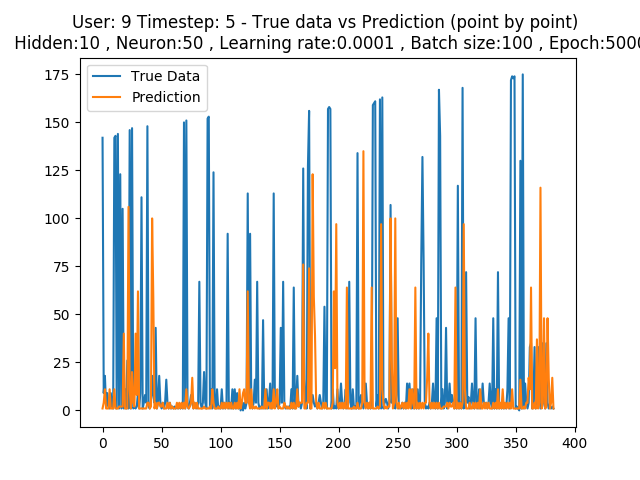 User: 9 Timestep: 5 - True data vs Prediction (point by point)
Hidden:10 , Neuron:50 , Learning rate:0.0001 , Batch size:100 , Epoch:5000
True Data
Prediction
175
150
125
100
75
50
25
0
0 50 100 150 200 250 300 350 400